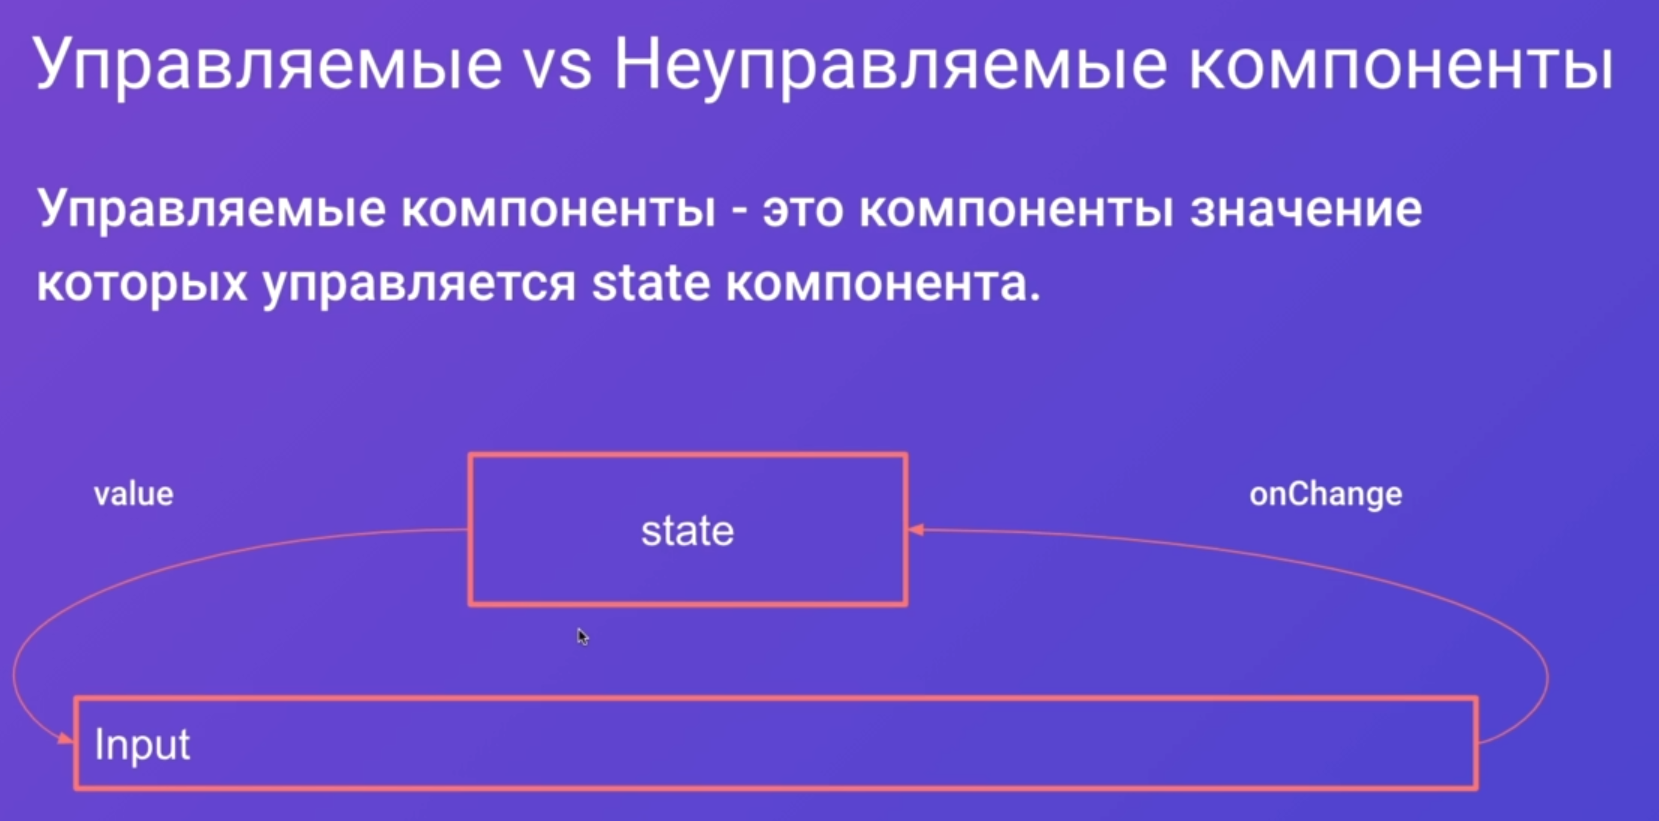 Управляемые vs Неуправляемые компоненты
Управляемые компоненты - это компоненты значение
которых управляется state компонента.
value
onChange
state
Input